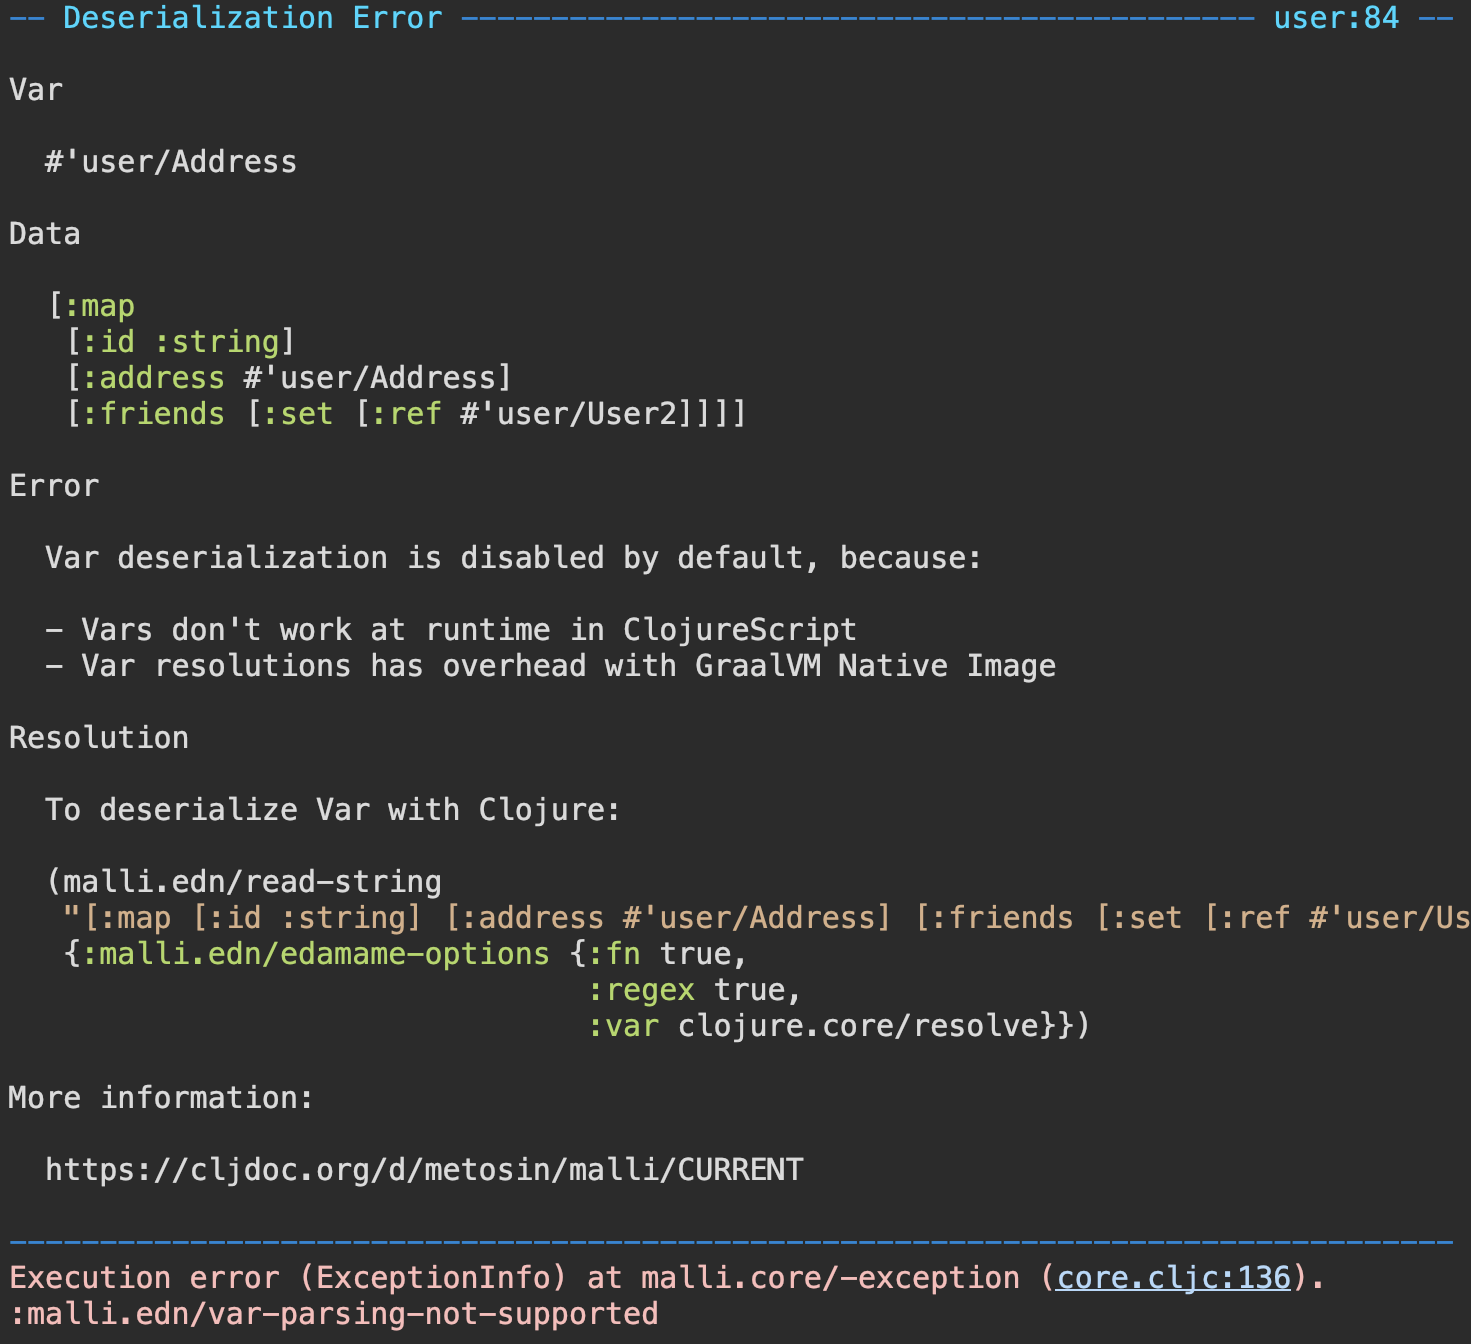 -- Deserialization Error -------------------------------------------- user:84 --
Var
  #'user/Address
Data
  [:map
   [:id :string]
   [:address #'user/Address]
   [:friends [:set [:ref #'user/User2]]]]
Error
  Var deserialization is disabled by default, because:
  - Vars don't work at runtime in ClojureScript
  - Var resolutions has overhead with GraalVM Native Image
Resolution
  To deserialize Var with Clojure:
  (malli.edn/read-string
   "[:map [:id :string] [:address #'user/Address] [:friends [:set [:ref #'user/Us
   {:malli.edn/edamame-options {:fn true,
                                :regex true,
                                :var clojure.core/resolve}})
More information:
  https://cljdoc.org/d/metosin/malli/CURRENT
--------------------------------------------------------------------------------
Execution error (ExceptionInfo) at malli.core/-exception (core.cljc:136).
:malli.edn/var-parsing-not-supported